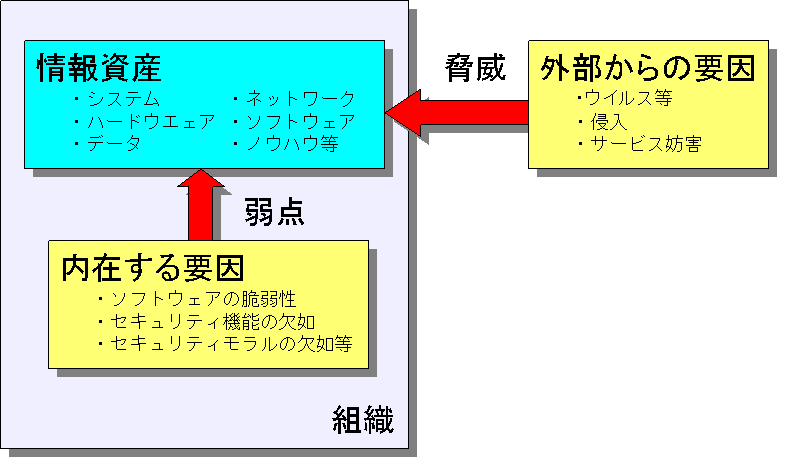 情報資産
・システム
・ネットワーク
・ハードウエェア
・ソフトウェア
・データ
・ノウハウ等
脅威
外部からの要因
・ウイルス等
・侵入
・サービス妨害
弱点
内在する要因
・ソフトウェアの脆弱性
・セキュリティ機能の欠如
・セキュリティモラルの欠如等
組織